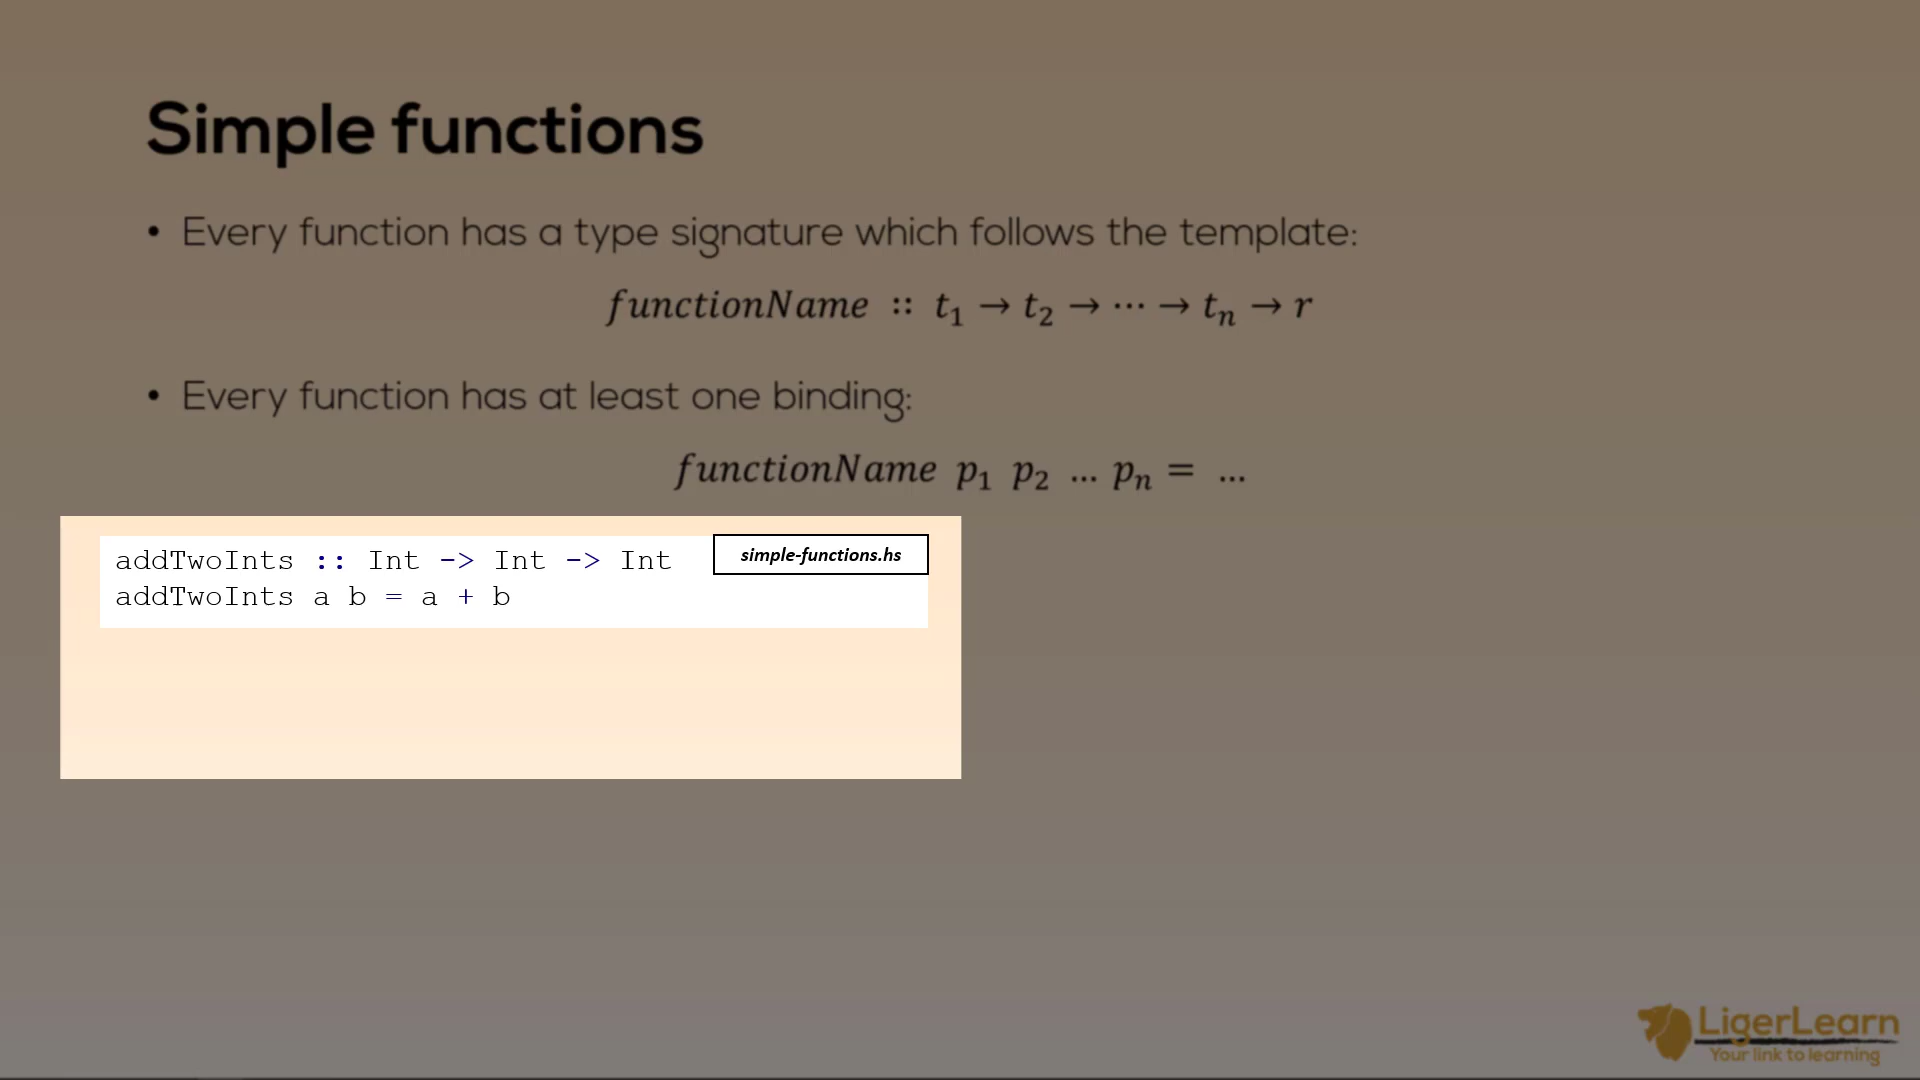 Simple functions
• Every function has a type signature which follows the template:
functionName :: t₁ → t₂ → ⋯ → tₙ → r
• Every function has at least one binding:
functionName p₁ p₂ … pₙ = …
addTwoInts :: Int -> Int -> Int
simple-functions.hs
addTwoInts a b = a + b
LigerLearn
Your link to learning